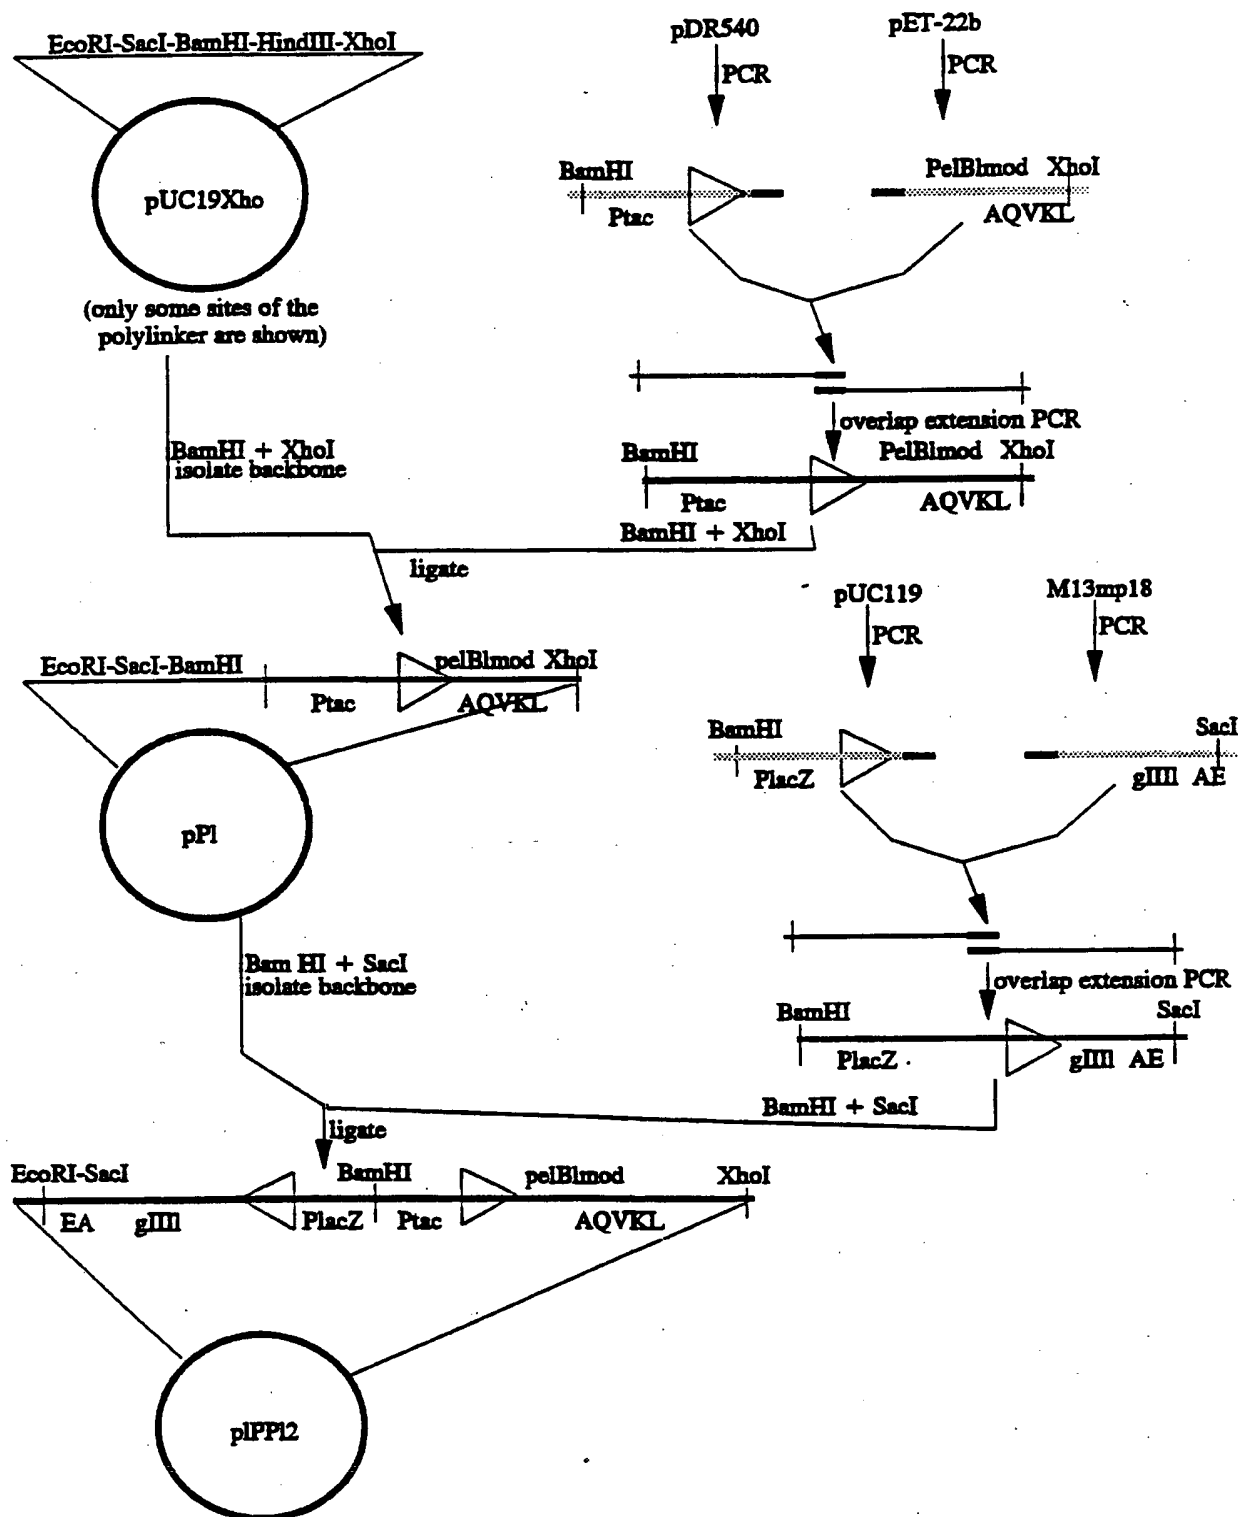 EcoRI-SacI-BamHI-HindIII-XhoI
pUC19Xho
(only some sites of the
polylinker are shown)
pDR540
PCR
pET-22b
PCR
BamHI
Ptac
PelBlmod XhoI
AQVKL
overlap extension PCR
BamHI
PelBlmod XhoI
Ptac
AQVKL
BamHI + XhoI
isolate backbone
BamHI + XhoI
ligate
EcoRI-SacI-BamHI
pelBlmod XhoI
Ptac
AQVKL
pPl
pUC119
PCR
M13mp18
PCR
BamHI
PlacZ
SacI
gIIIl AE
overlap extension PCR
BamHI
SacI
PlacZ
gIIIl AE
Bam HI + SacI
isolate backbone
BamHI + SacI
ligate
EcoRI-SacI
BamHI
pelBlmod
XhoI
EA
gIIIl
PlacZ
Ptac
AQVKL
plPPl2